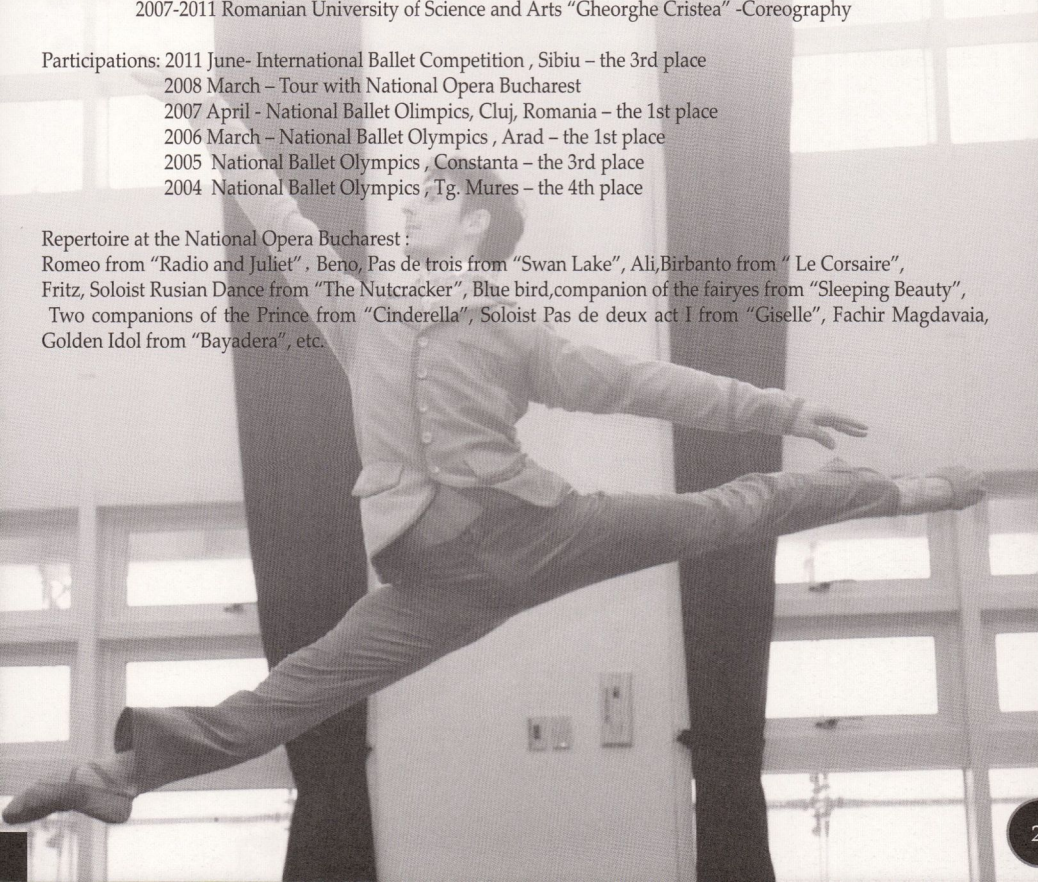 2007-2011 Romanian University of Science and Arts “Gheorghe Cristea” -Coreography
Participations: 2011 June- International Ballet Competition , Sibiu – the 3rd place
2008 March – Tour with National Opera Bucharest
2007 April - National Ballet Olimpics, Cluj, Romania – the 1st place
2006 March – National Ballet Olympics , Arad – the 1st place
2005 National Ballet Olympics , Constanta – the 3rd place
2004 National Ballet Olympics , Tg. Mures – the 4th place
Repertoire at the National Opera Bucharest :
Romeo from “Radio and Juliet” , Beno, Pas de trois from “Swan Lake”, Ali,Birbanto from “ Le Corsaire”,
Fritz, Soloist Rusian Dance from “The Nutcracker”, Blue bird,companion of the fairyes from “Sleeping Beauty”,
Two companions of the Prince from “Cinderella”, Soloist Pas de deux act I from “Giselle”, Fachir Magdavaia,
Golden Idol from “Bayadera”, etc.